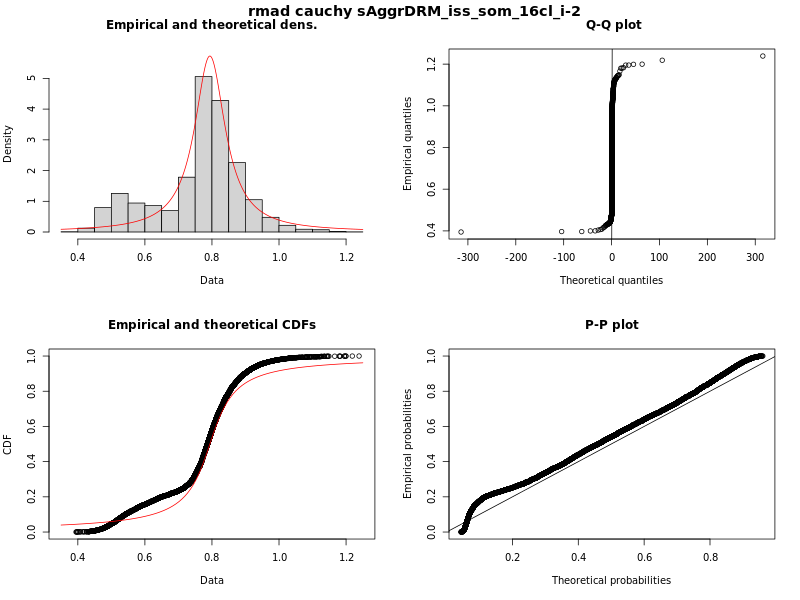 rmad cauchy sAggrDRM_iss_som_16cl_i-2
Empirical and theoretical dens.
Density
0 1 2 3 4 5
0.4 0.6 0.8 1.0 1.2
Data
Q-Q plot
Empirical quantiles
0.4 0.6 0.8 1.0 1.2
-300 -200 -100 0 100 200 300
Theoretical quantiles
Empirical and theoretical CDFs
CDF
0.0 0.2 0.4 0.6 0.8 1.0
0.4 0.6 0.8 1.0 1.2
Data
P-P plot
Empirical probabilities
0.0 0.2 0.4 0.6 0.8 1.0
0.2 0.4 0.6 0.8
Theoretical probabilities